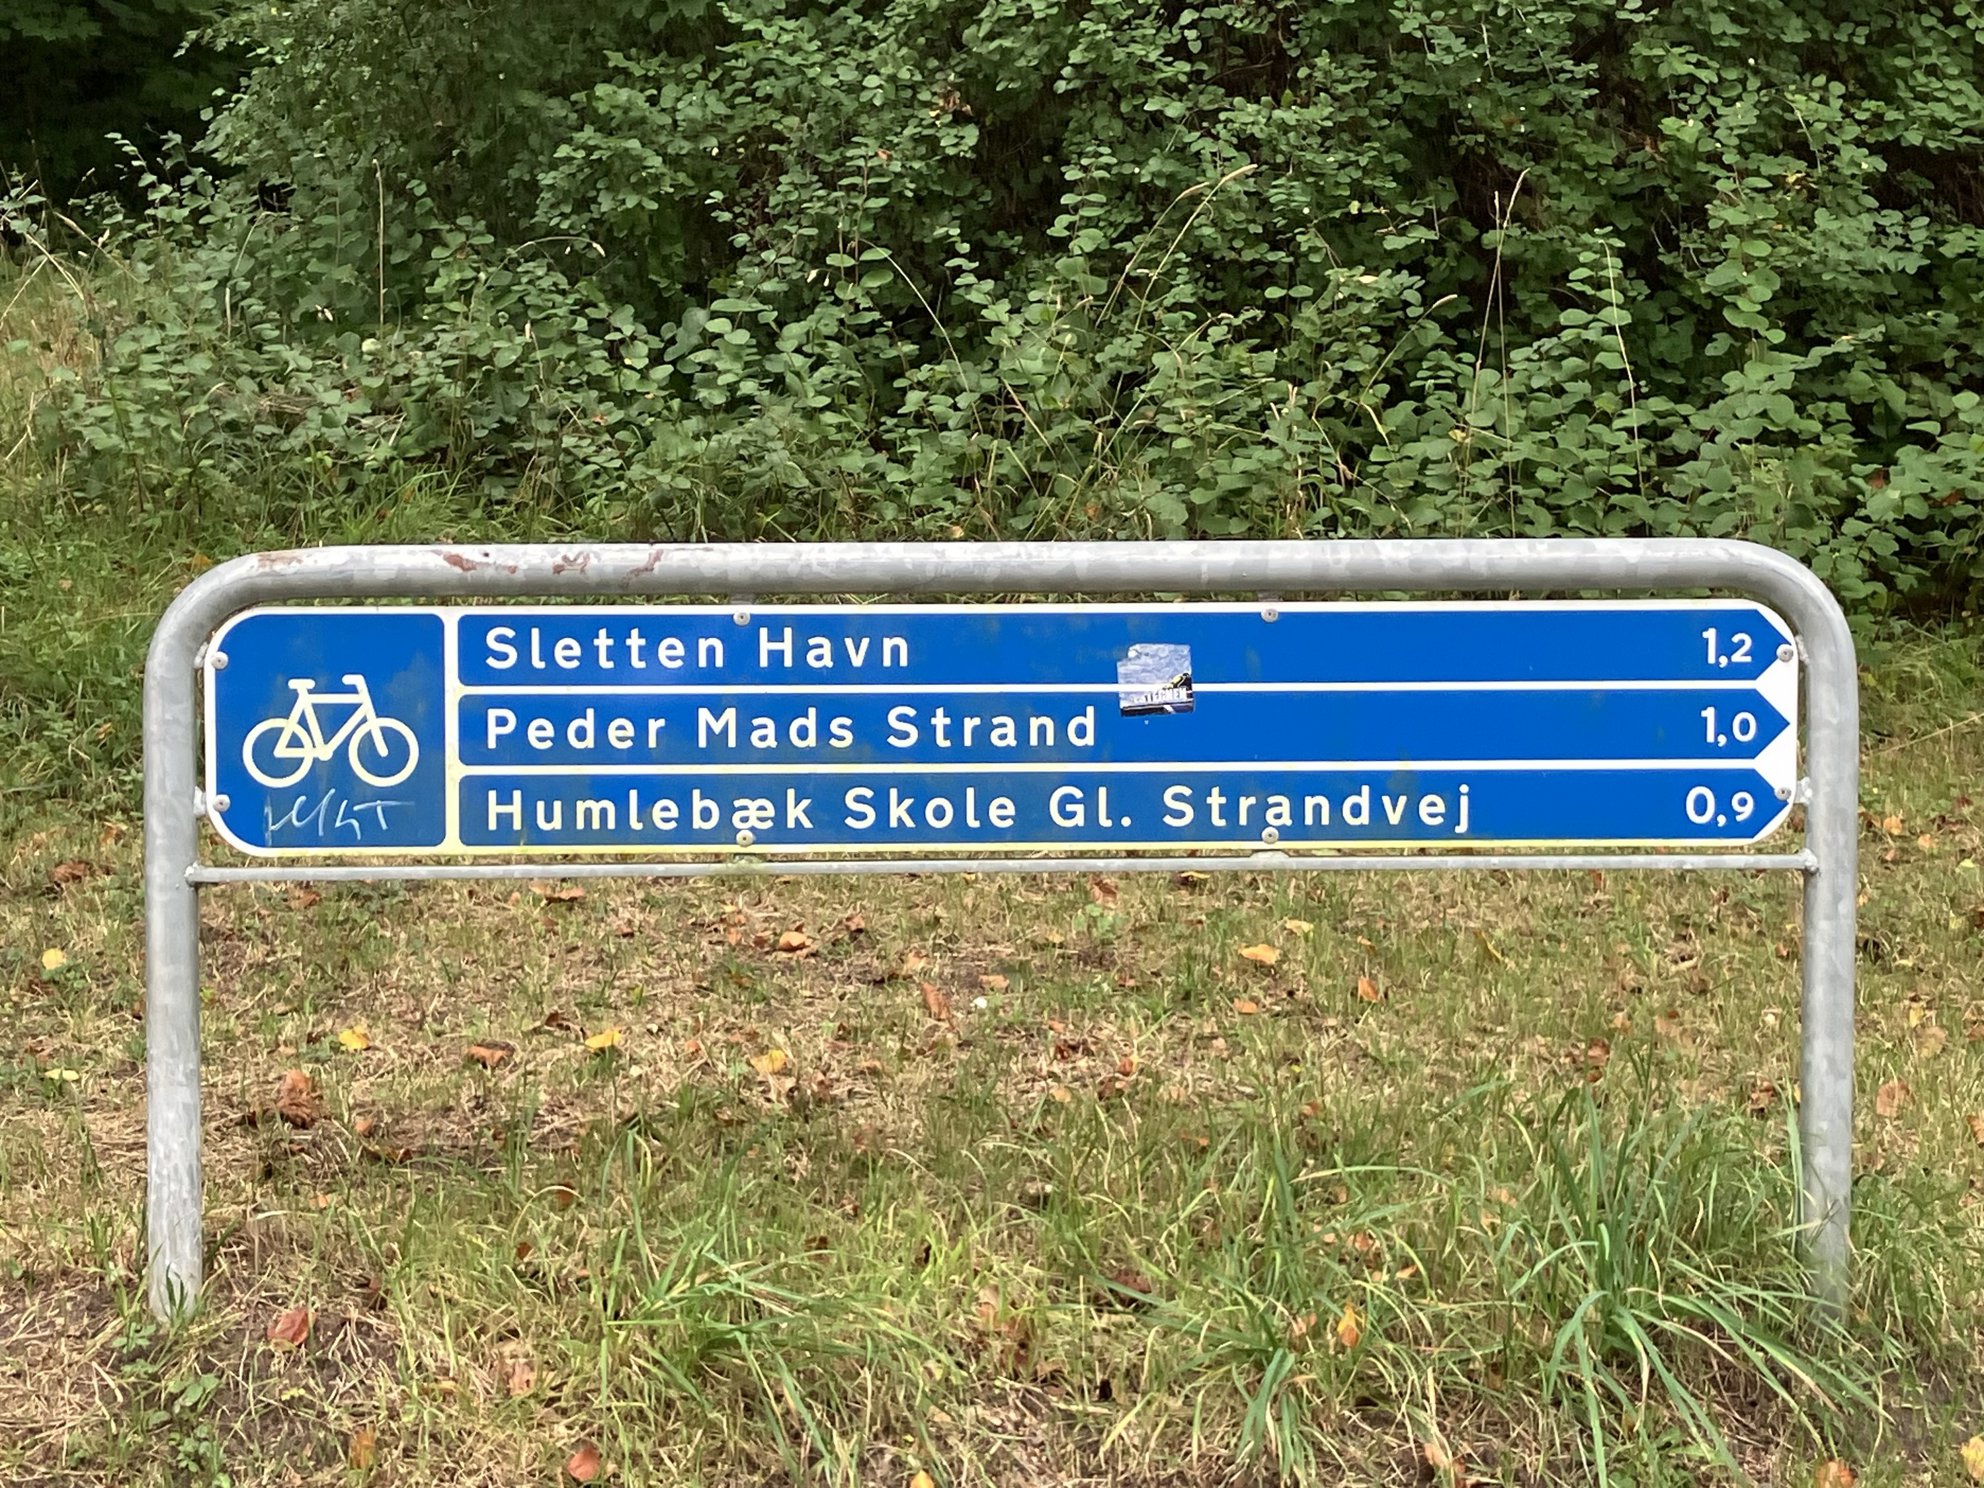 Sletten Havn 1,2
Peder Mads Strand 1,0
Humlebæk Skole Gl. Strandvej 0,9